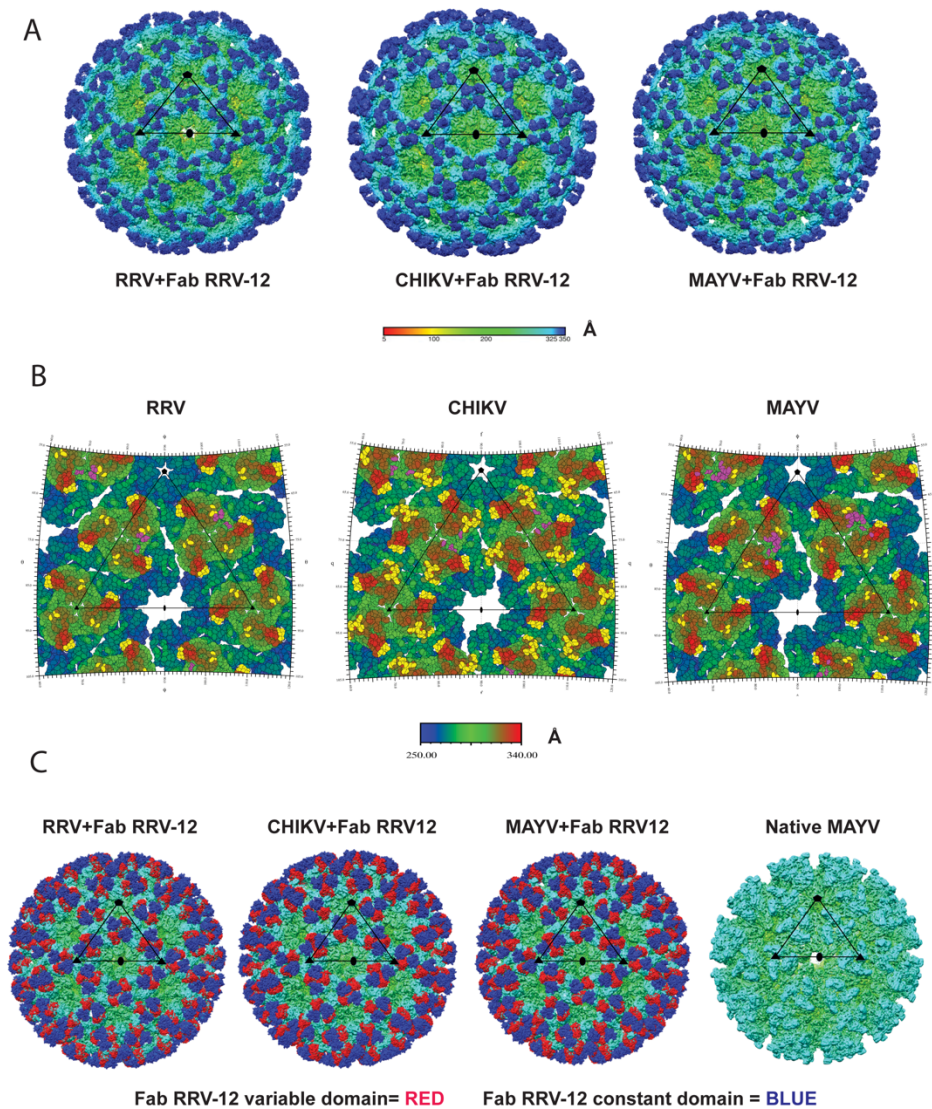 A
RRV+Fab RRV-12 CHIKV+Fab RRV-12 MAYV+Fab RRV-12
Å
5 100 200 325 350
B
RRV CHIKV MAYV
Å
250.00 340.00
C
RRV+Fab RRV-12 CHIKV+Fab RRV12 MAYV+Fab RRV12 Native MAYV
Fab RRV-12 variable domain= RED Fab RRV-12 constant domain = BLUE